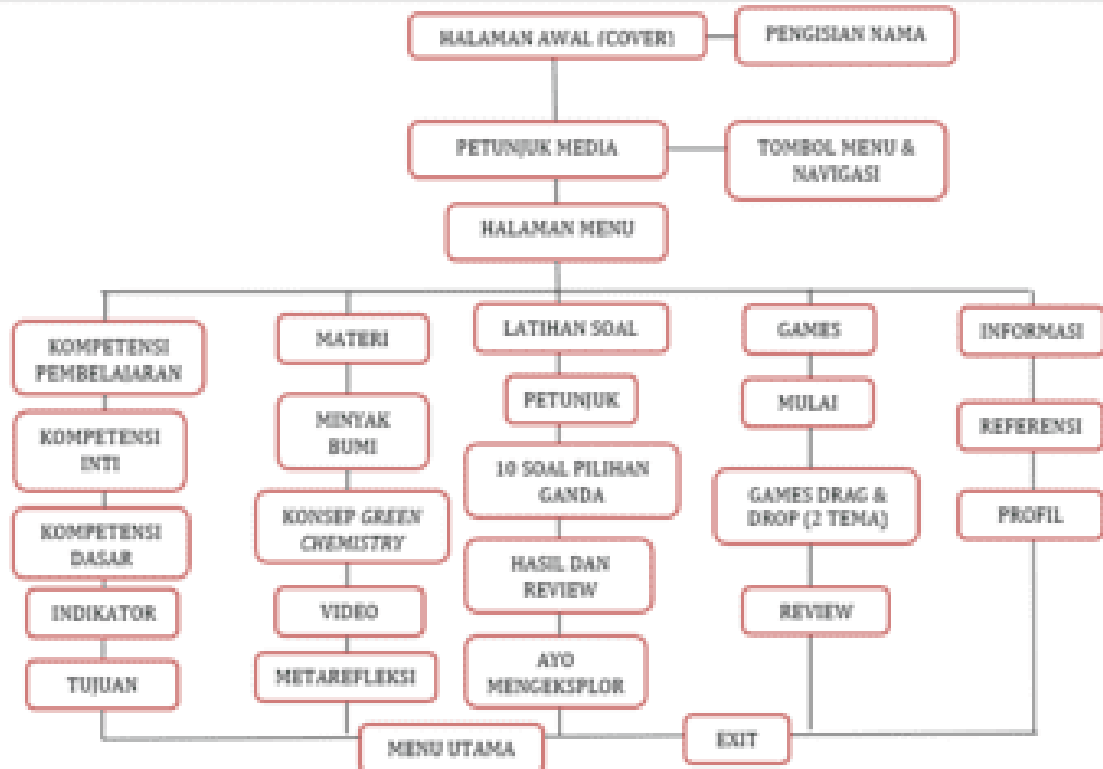 HALAMAN AWAL (COVER)
PENGISIAN NAMA
PETUNJUK MEDIA
TOMBOL MENU &
NAVIGASI
HALAMAN MENU
KOMPETENSI
PEMBELAJARAN
KOMPETENSI
INTI
KOMPETENSI
DASAR
INDIKATOR
TUJUAN
MATERI
MINYAK
BUMI
KONSEP GREEN
CHEMISTRY
VIDEO
METAREFLEKSI
LATIHAN SOAL
PETUNJUK
10 SOAL PILIHAN
GANDA
HASIL DAN
REVIEW
AYO
MENGEKSPLOR
GAMES
MULAI
GAMES DRAG &
DROP (2 TEMA)
REVIEW
INFORMASI
REFERENSI
PROFIL
MENU UTAMA
EXIT